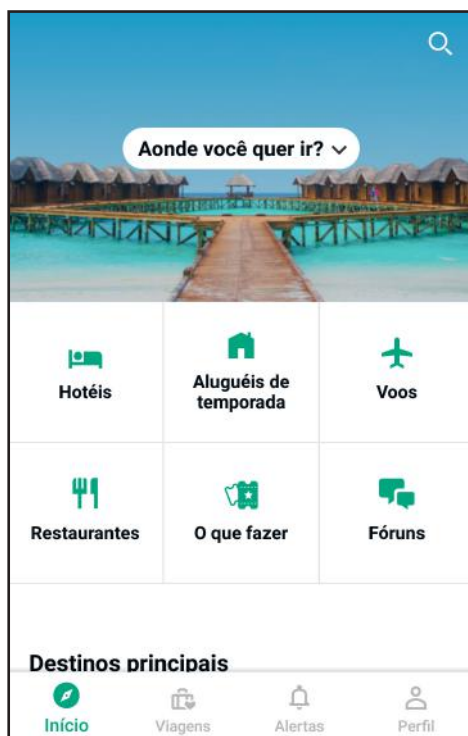 Aonde você quer ir?
Hotéis
Aluguéis de
temporada
Voos
Restaurantes
O que fazer
Fóruns
Destinos principais
Início
Viagens
Alertas
Perfil